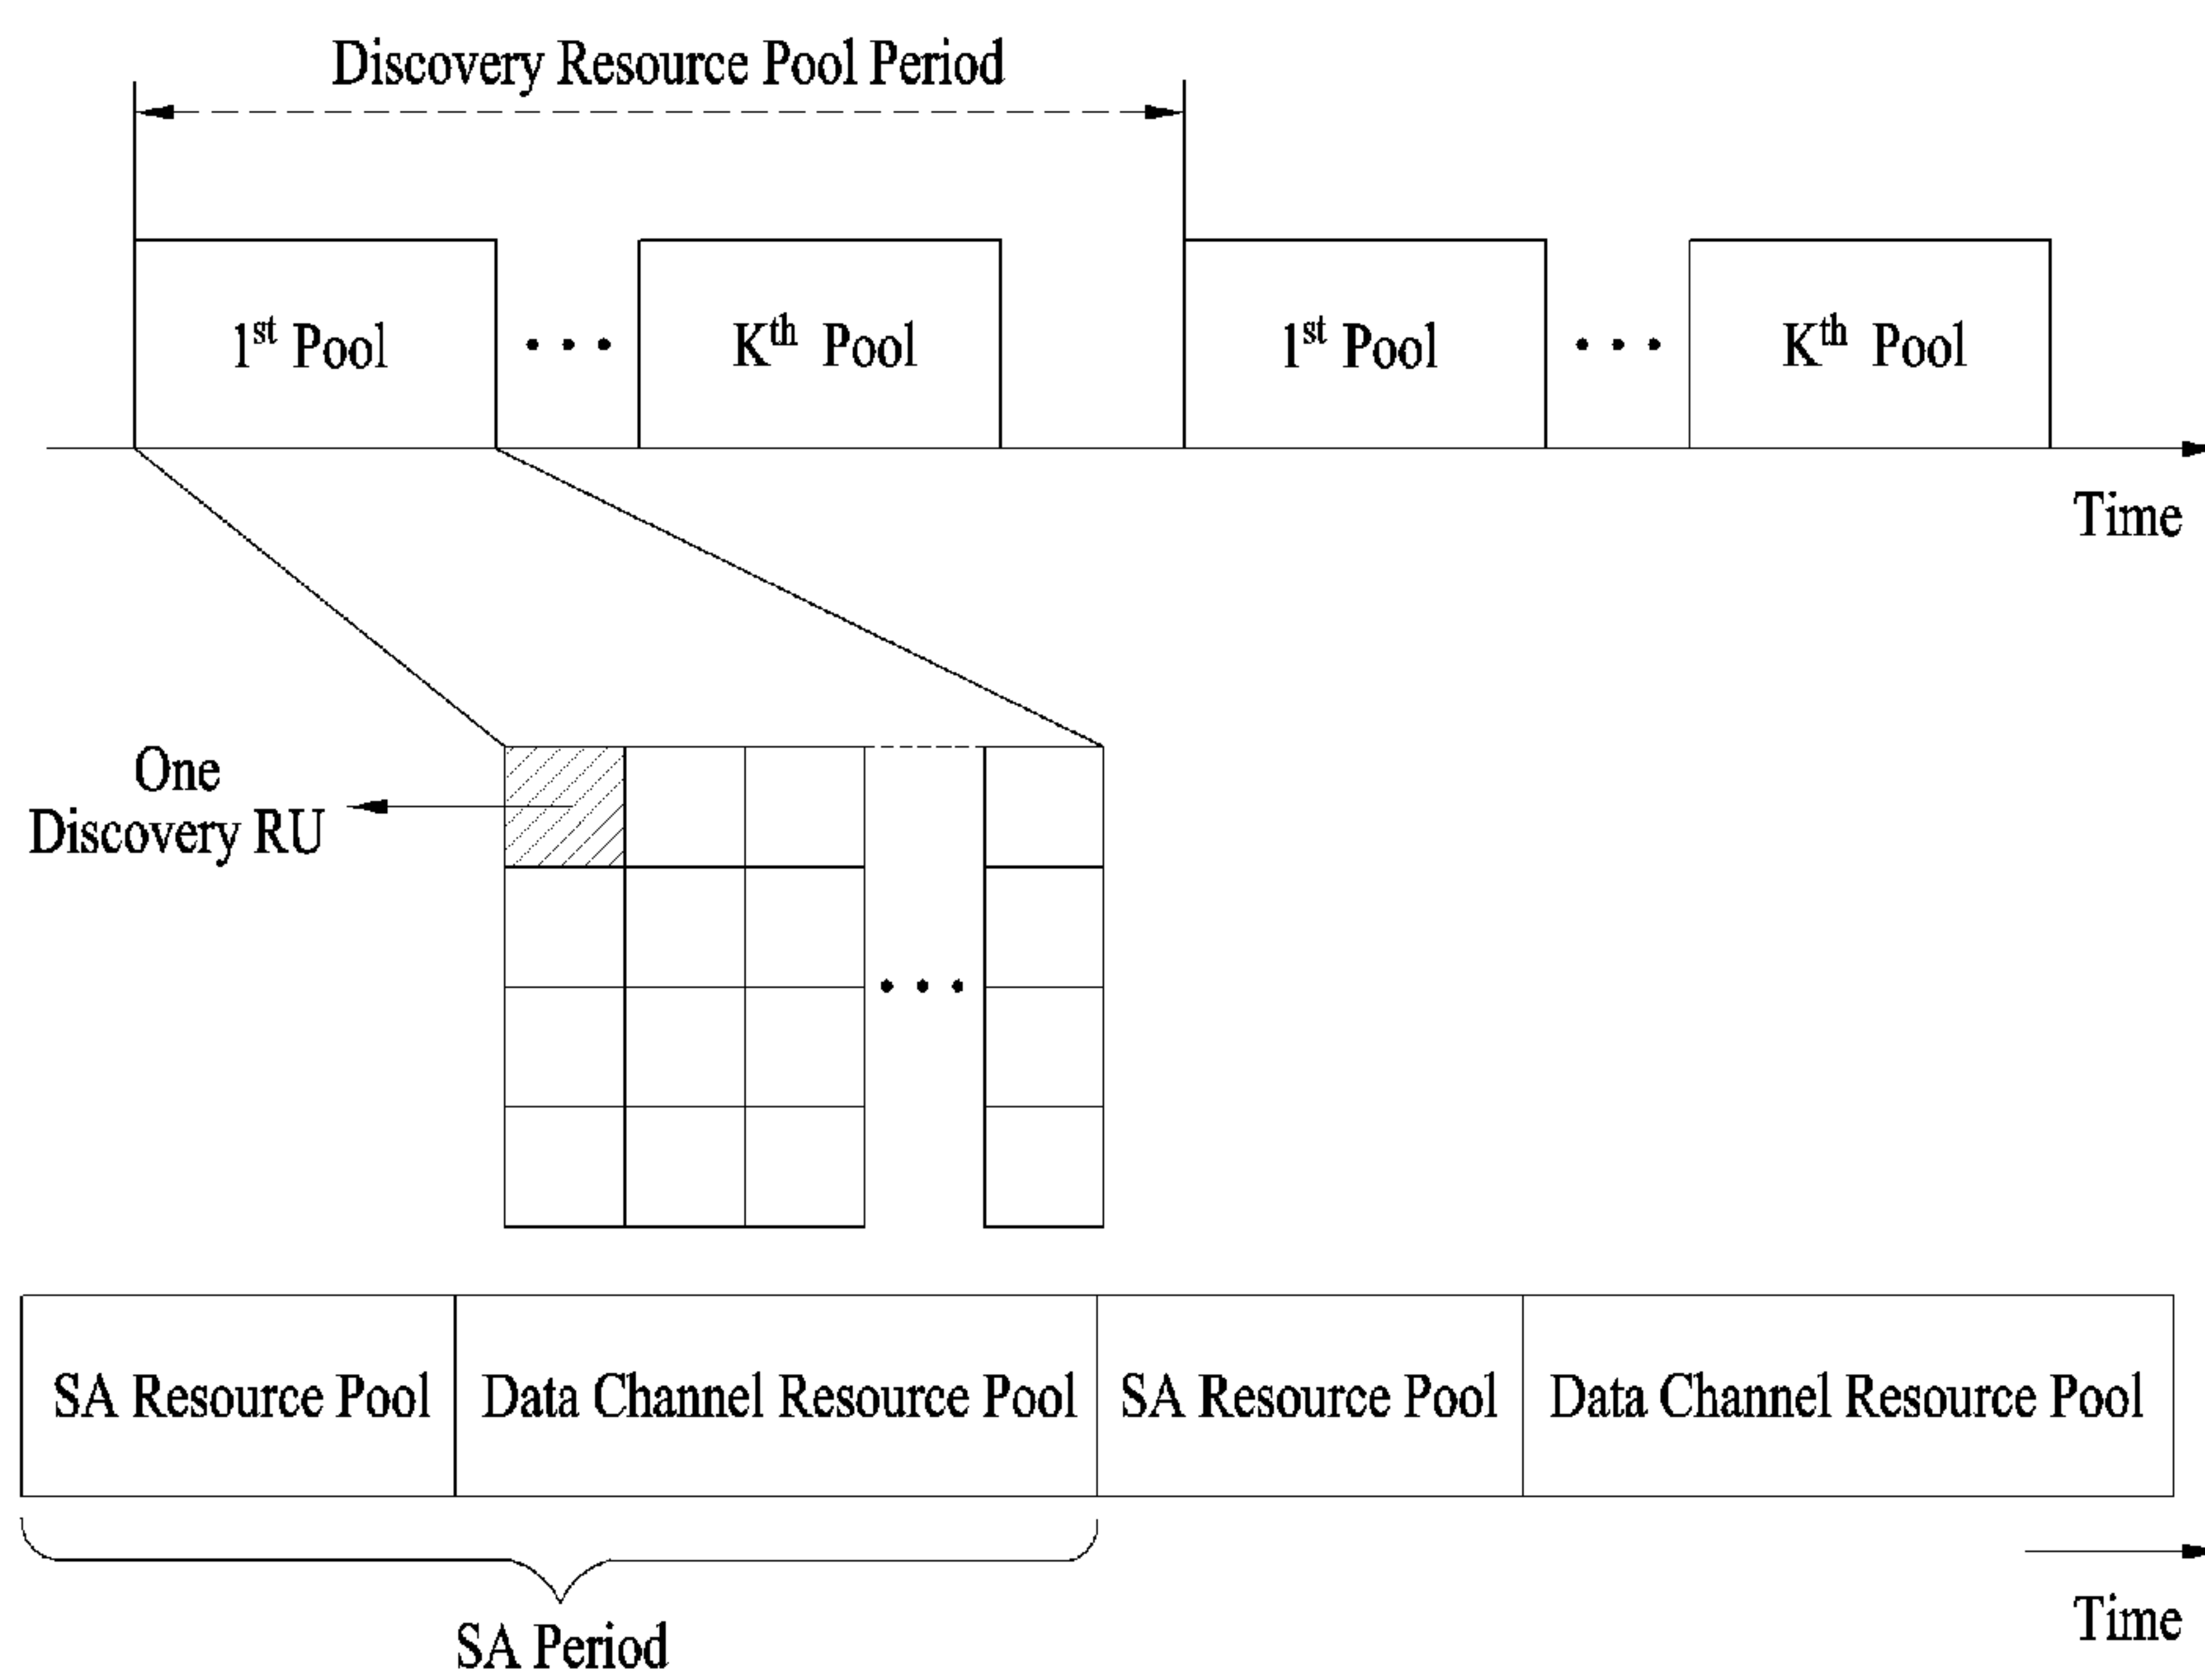 Discovery Resource Pool Period
1st Pool
Kth Pool
1st Pool
Kth Pool
Time
One
Discovery RU
SA Resource Pool
Data Channel Resource Pool
SA Resource Pool
Data Channel Resource Pool
SA Period
Time